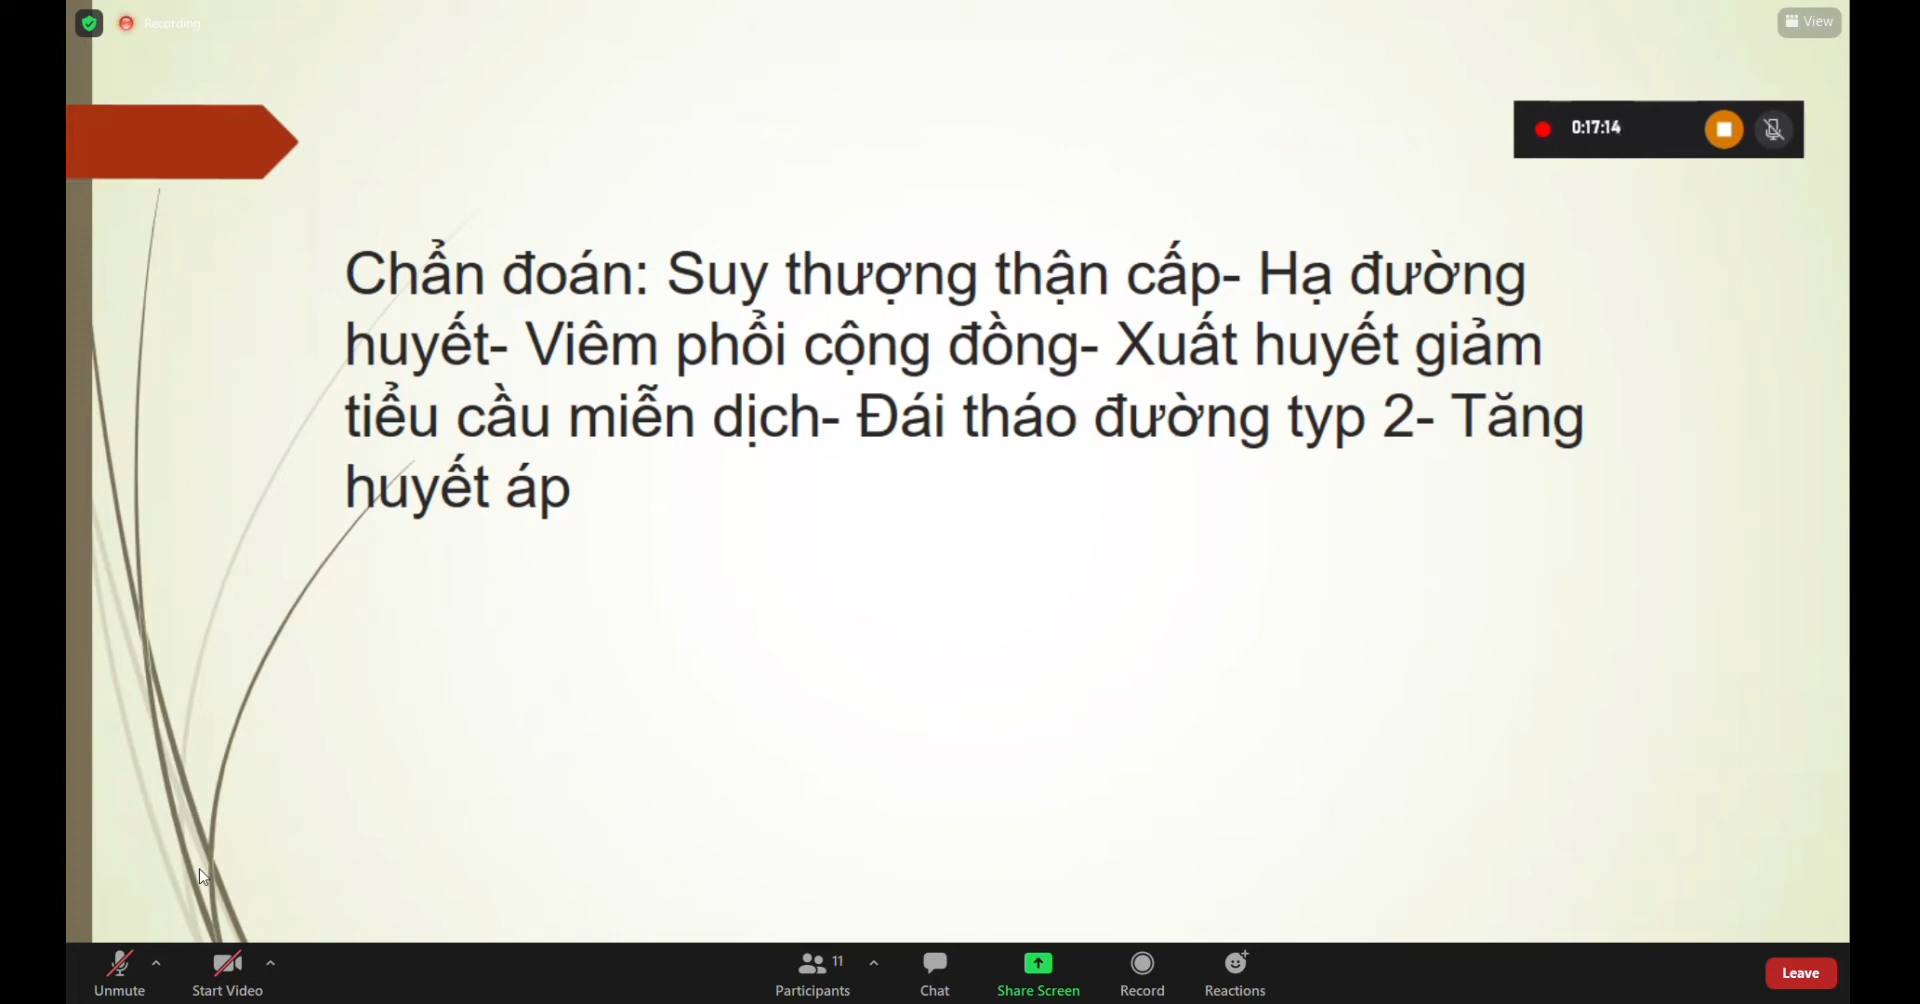 Recording
View
0:17:14
Chẩn đoán: Suy thượng thận cấp- Hạ đường
huyết- Viêm phổi cộng đồng- Xuất huyết giảm
tiểu cầu miễn dịch- Đái tháo đường typ 2- Tăng
huyết áp
11
Unmute
Start Video
Participants
Chat
Share Screen
Record
Reactions
Leave